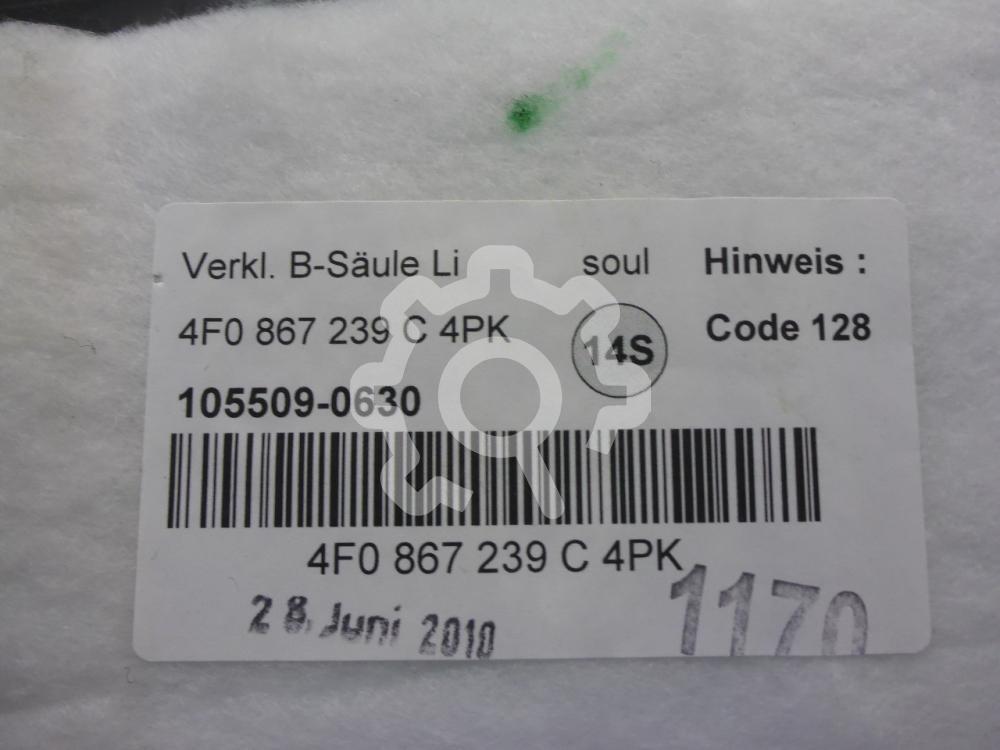 Verkl. B-Säule Li soul Hinweis :
4F0 867 239 C 4PK 14S Code 128
105509-0630
4F0 867 239 C 4PK
28. Juni 2010 1170